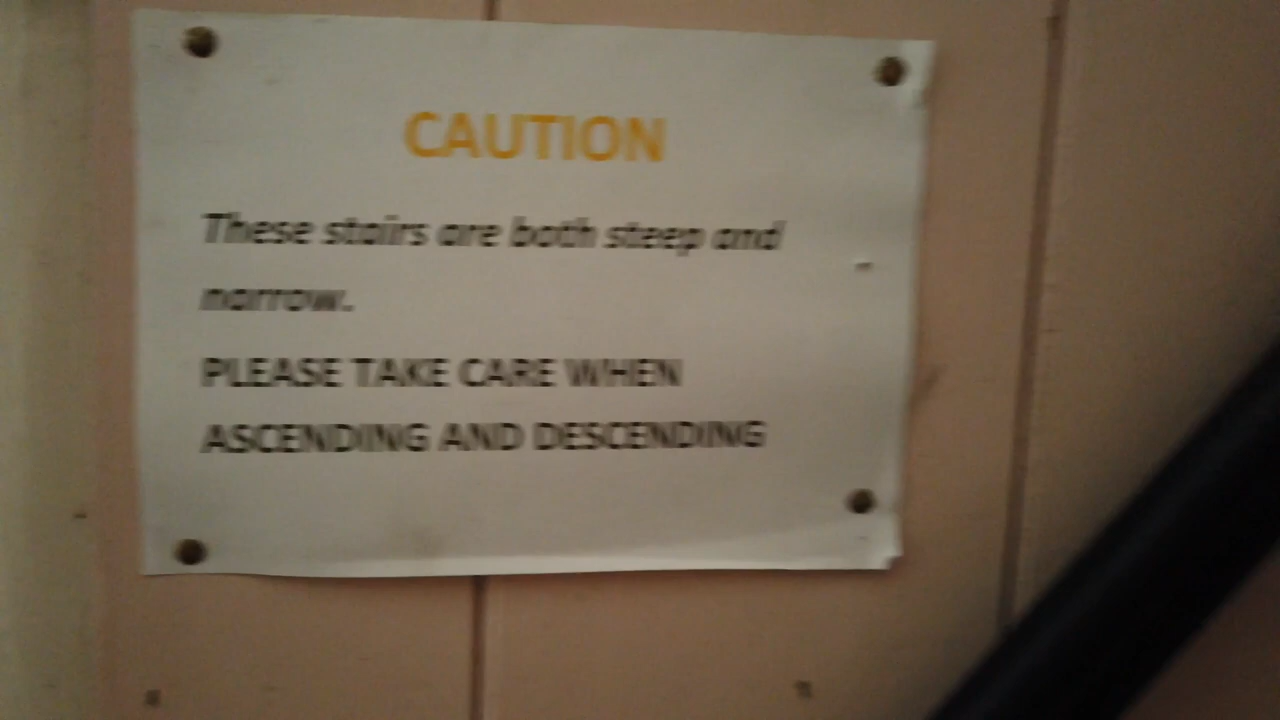 CAUTION
These stairs are both steep and
narrow.
PLEASE TAKE CARE WHEN
ASCENDING AND DESCENDING